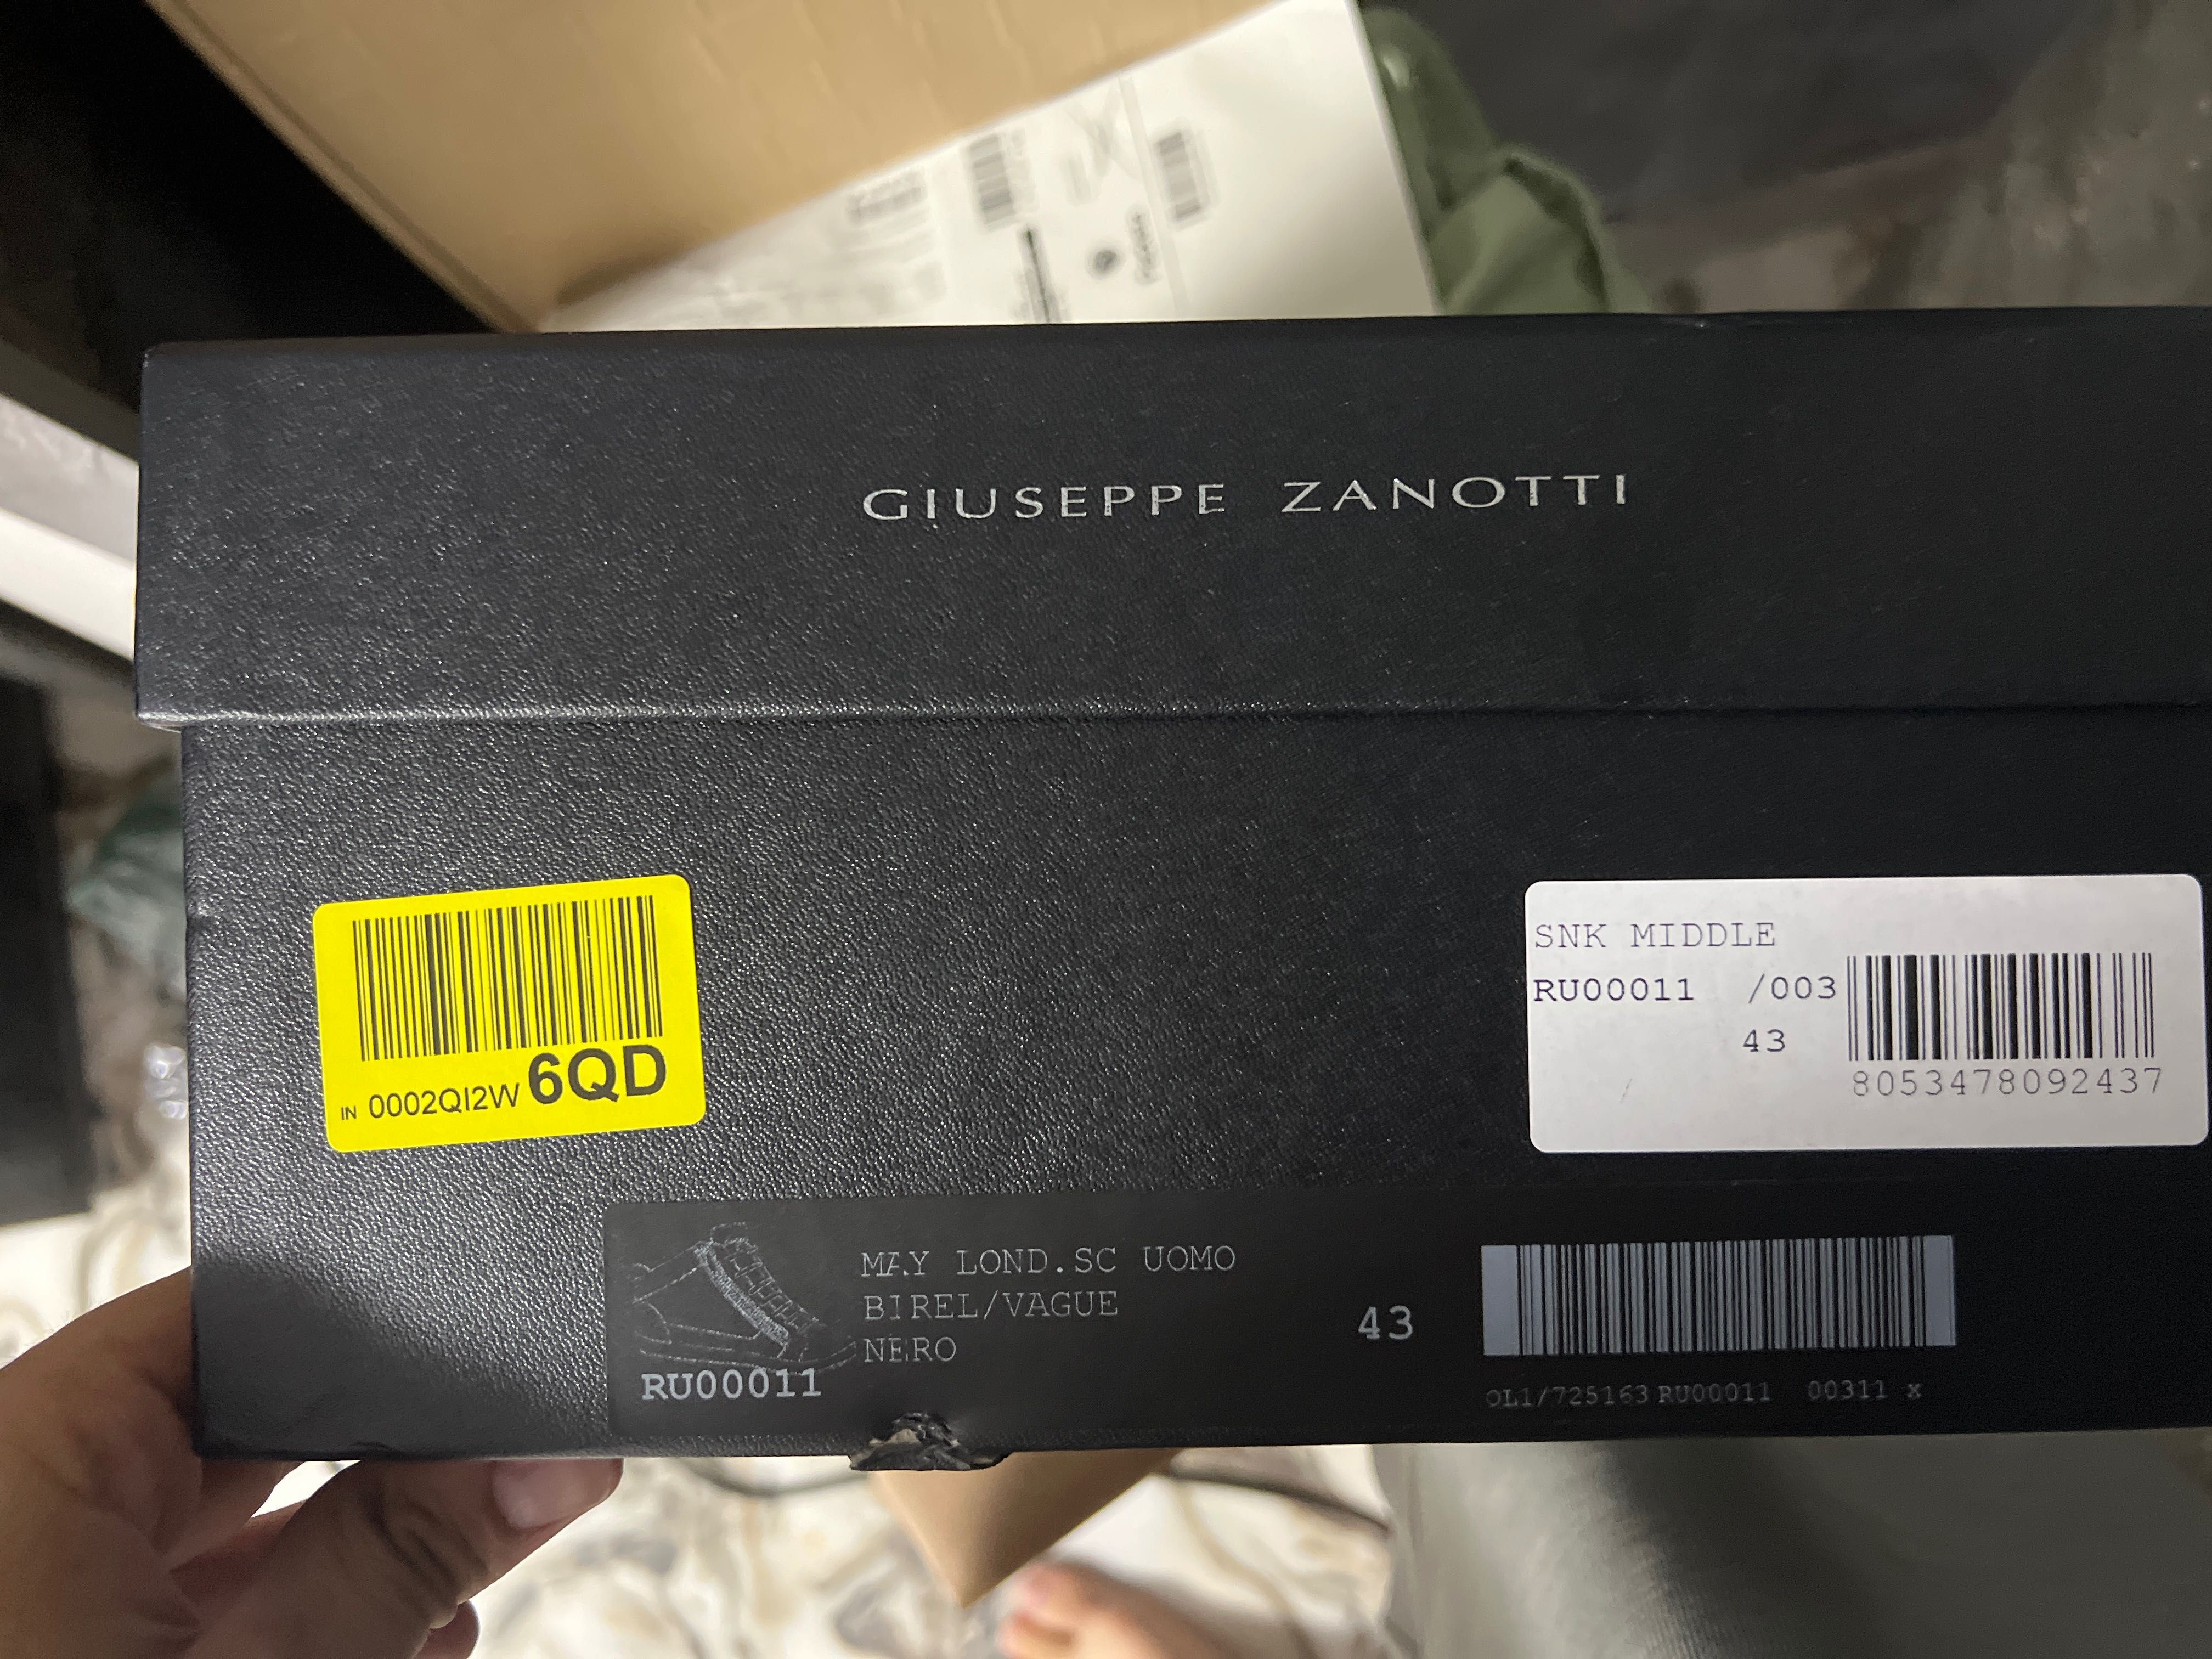 GIUSEPPE ZANOTTI
IN 0002QI2W 6QD
SNK MIDDLE
RU00011 /003
43
8053478092437
MAY LOND.SC UOMO
BIREL/VAGUE
NERO
RU00011
43
OL1/725163 RU00011 00311 x